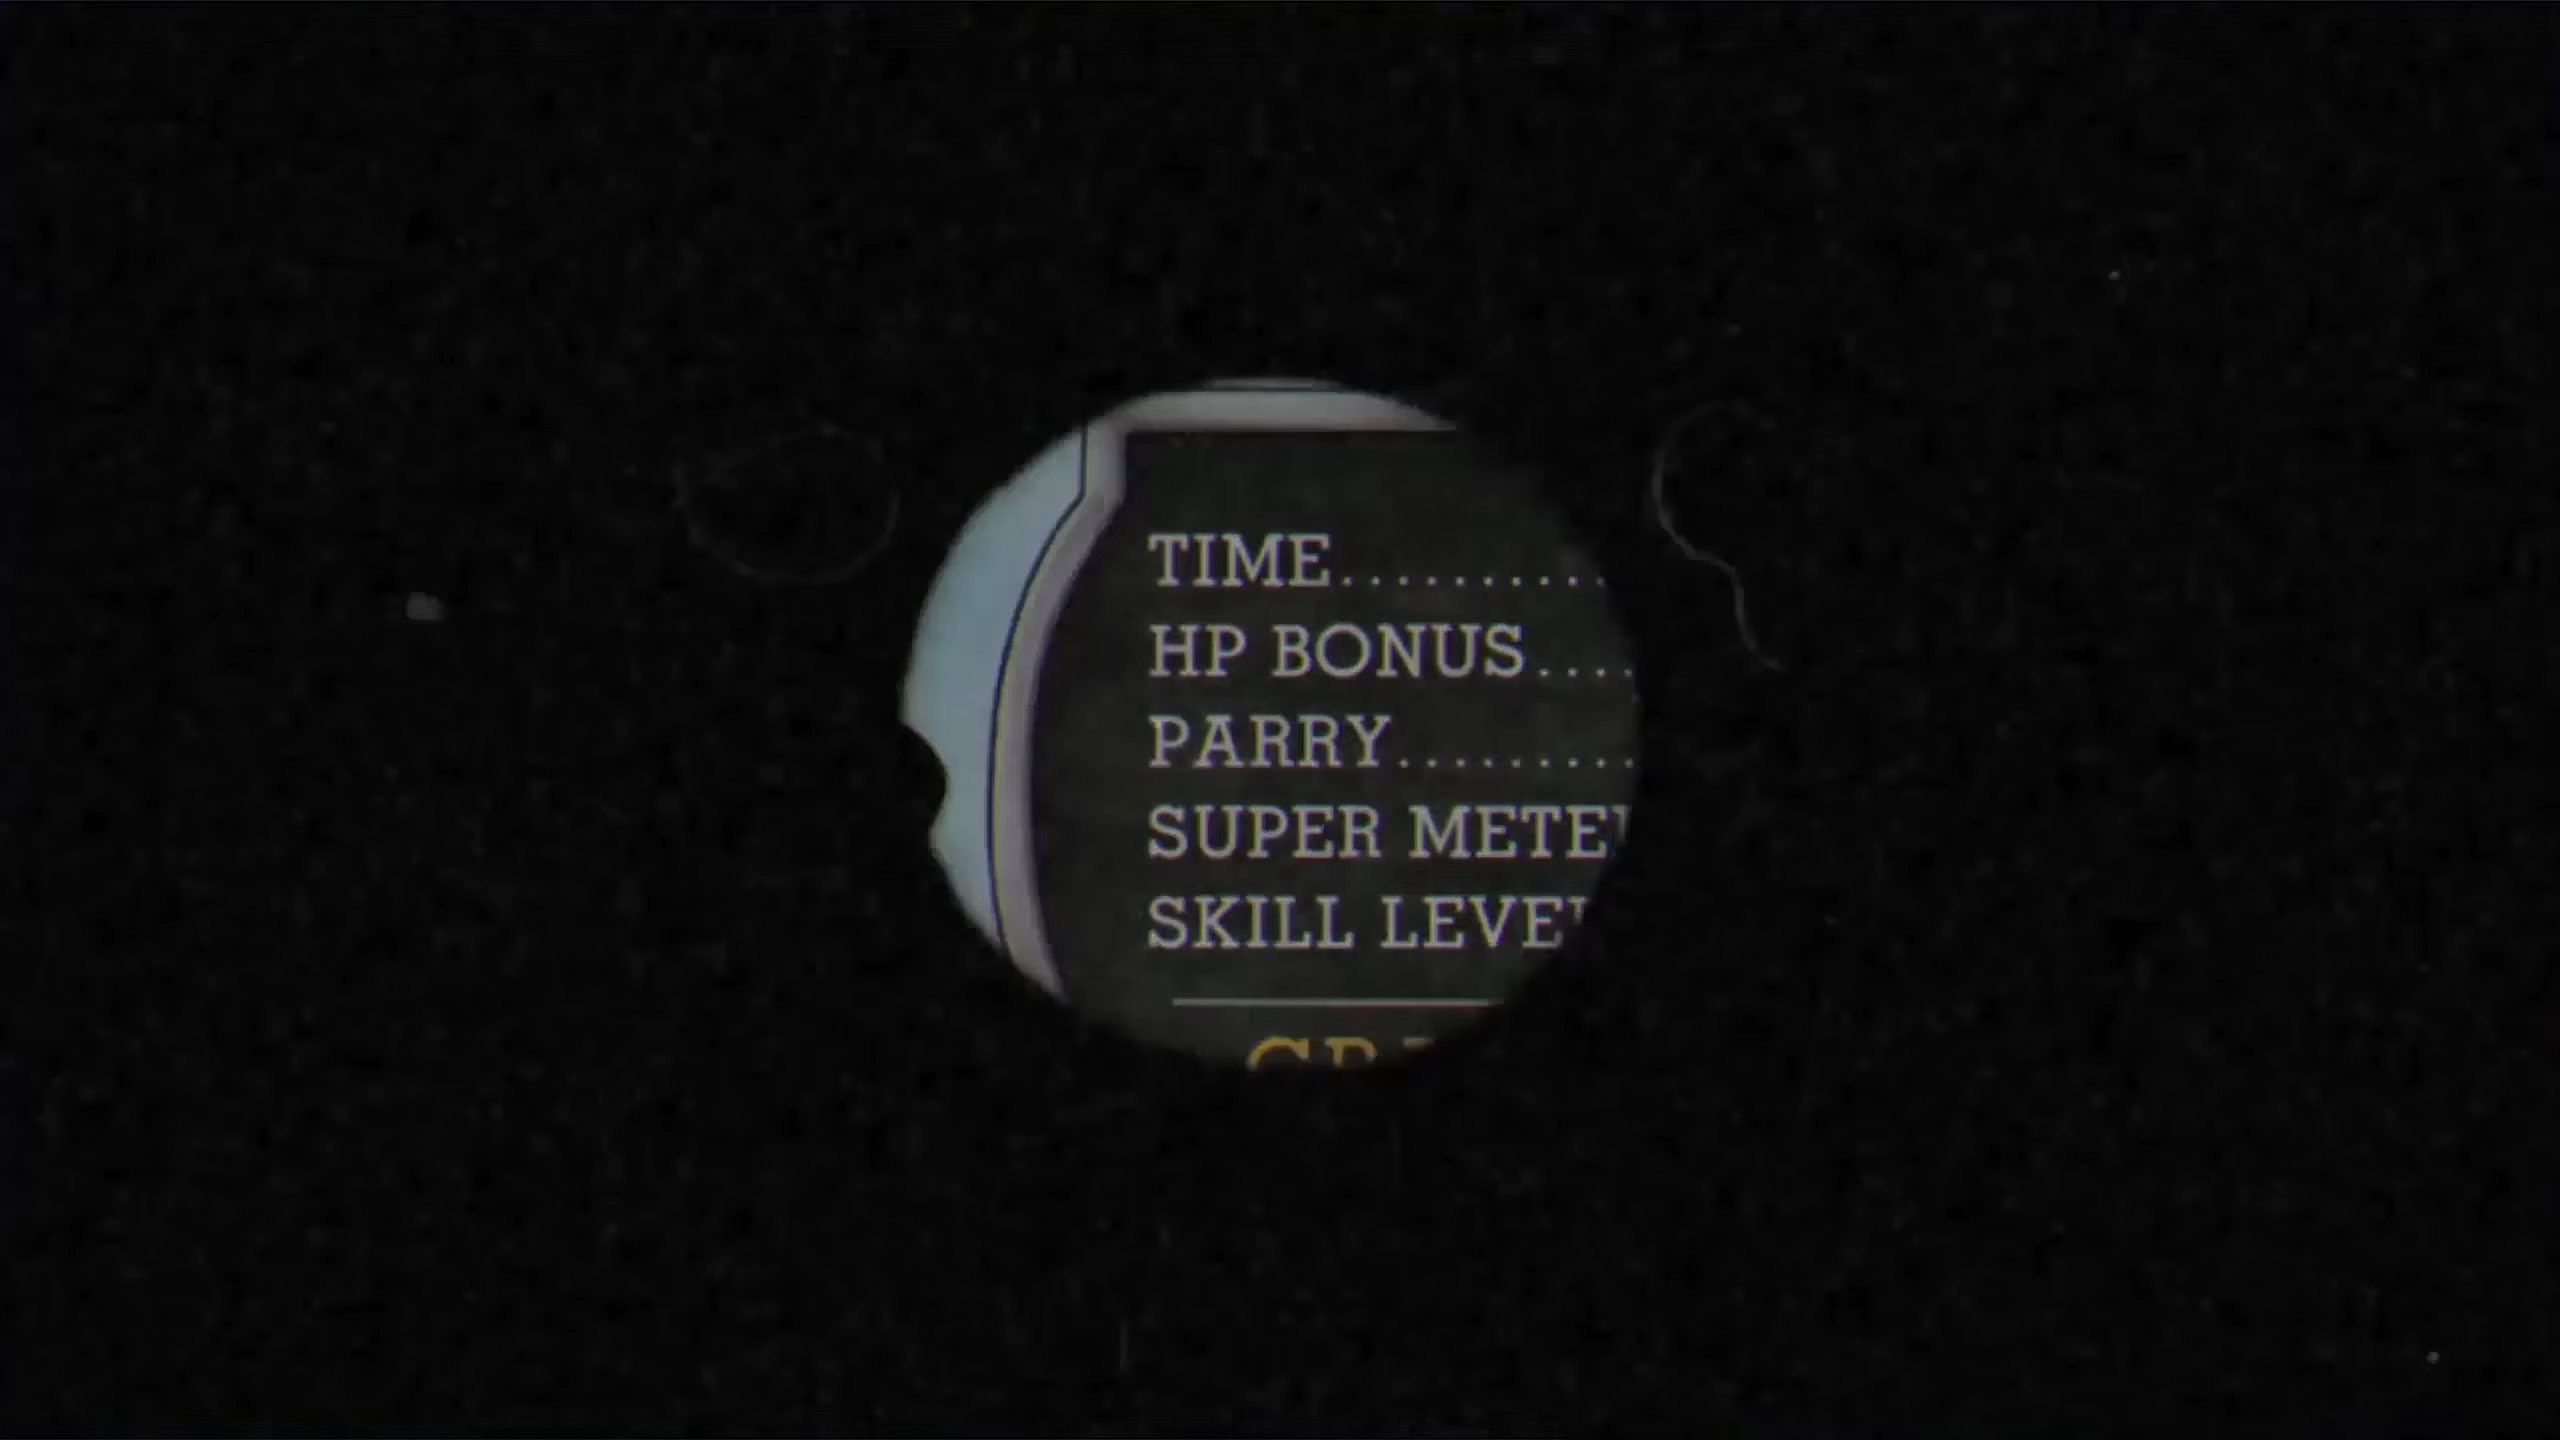 TIME..........
HP BONUS....
PARRY.........
SUPER METE
SKILL LEVE